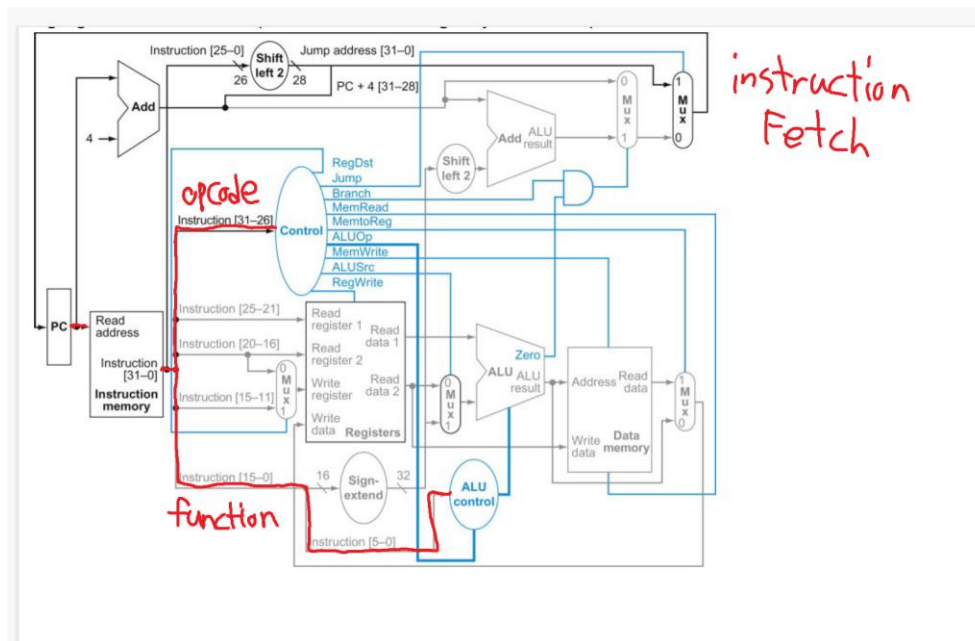 Instruction [25–0]
Jump address [31–0]
Shift
left 2
26
28
PC + 4 [31–28]
Add
4
0
M
u
x
1
1
M
u
x
0
instruction
Fetch
Add
ALU
result
Shift
left 2
RegDst
Jump
Branch
MemRead
MemtoReg
ALUOp
MemWrite
ALUSrc
RegWrite
opcode
Instruction [31–26]
Control
PC
Read
address
Instruction
[31–0]
Instruction
memory
Instruction [25–21]
Instruction [20–16]
Instruction [15–11]
0
M
u
x
1
Read
register 1
Read
register 2
Write
register
Write
data
Read
data 1
Read
data 2
Registers
0
M
u
x
1
Zero
ALU
ALU
result
Address
Read
data
Write
data
Data
memory
1
M
u
x
0
Instruction [15–0]
16
Sign-
extend
32
ALU
control
function
Instruction [5–0]